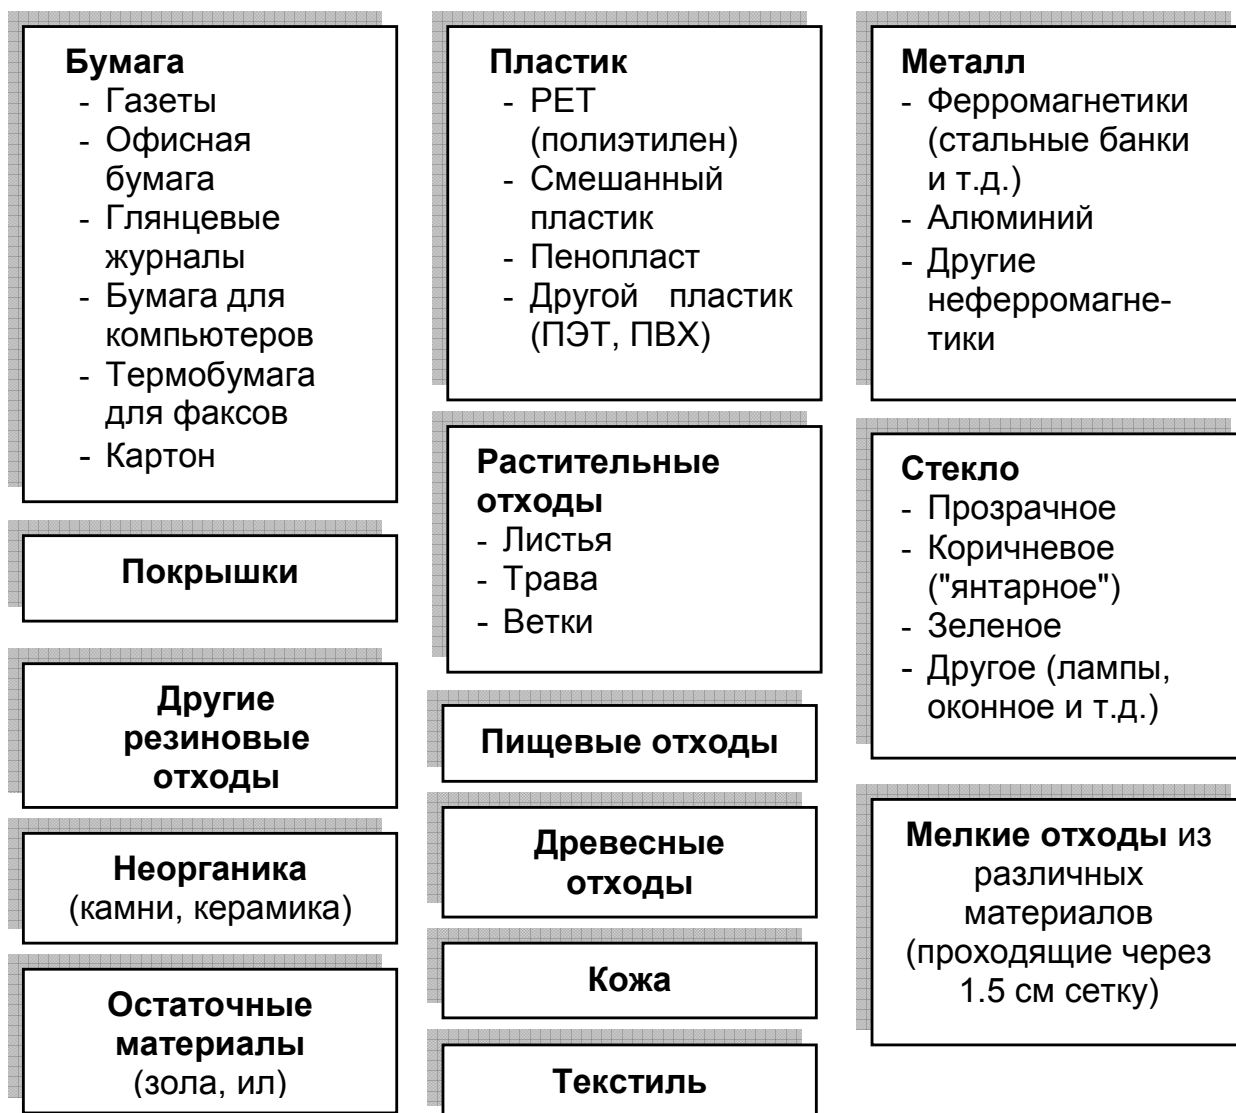 Бумага
- Газеты
- Офисная
бумага
- Глянцевые
журналы
- Бумага для
компьютеров
- Термобумага
для факсов
- Картон
Покрышки
Другие
резиновые
отходы
Неорганика
(камни, керамика)
Остаточные
материалы
(зола, ил)
Пластик
- PET
(полиэтилен)
- Смешанный
пластик
- Пенопласт
- Другой пластик
(ПЭТ, ПВХ)
Растительные
отходы
- Листья
- Трава
- Ветки
Пищевые отходы
Древесные
отходы
Кожа
Текстиль
Металл
- Ферромагнетики
(стальные банки
и т.д.)
- Алюминий
- Другие
неферромагне-
тики
Стекло
- Прозрачное
- Коричневое
("янтарное")
- Зеленое
- Другое (лампы,
оконное и т.д.)
Мелкие отходы из
различных
материалов
(проходящие через
1.5 см сетку)